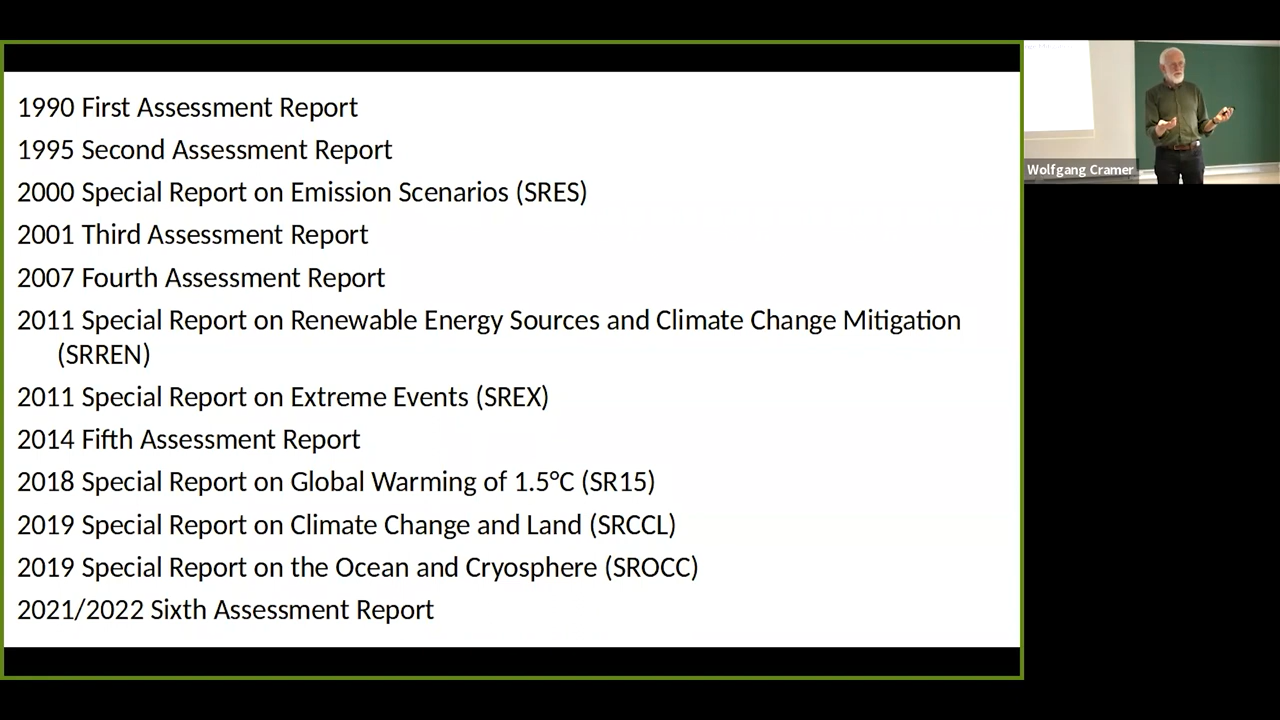 1990 First Assessment Report
1995 Second Assessment Report
2000 Special Report on Emission Scenarios (SRES)
2001 Third Assessment Report
2007 Fourth Assessment Report
2011 Special Report on Renewable Energy Sources and Climate Change Mitigation
(SRREN)
2011 Special Report on Extreme Events (SREX)
2014 Fifth Assessment Report
2018 Special Report on Global Warming of 1.5°C (SR15)
2019 Special Report on Climate Change and Land (SRCCL)
2019 Special Report on the Ocean and Cryosphere (SROCC)
2021/2022 Sixth Assessment Report
Wolfgang Cramer